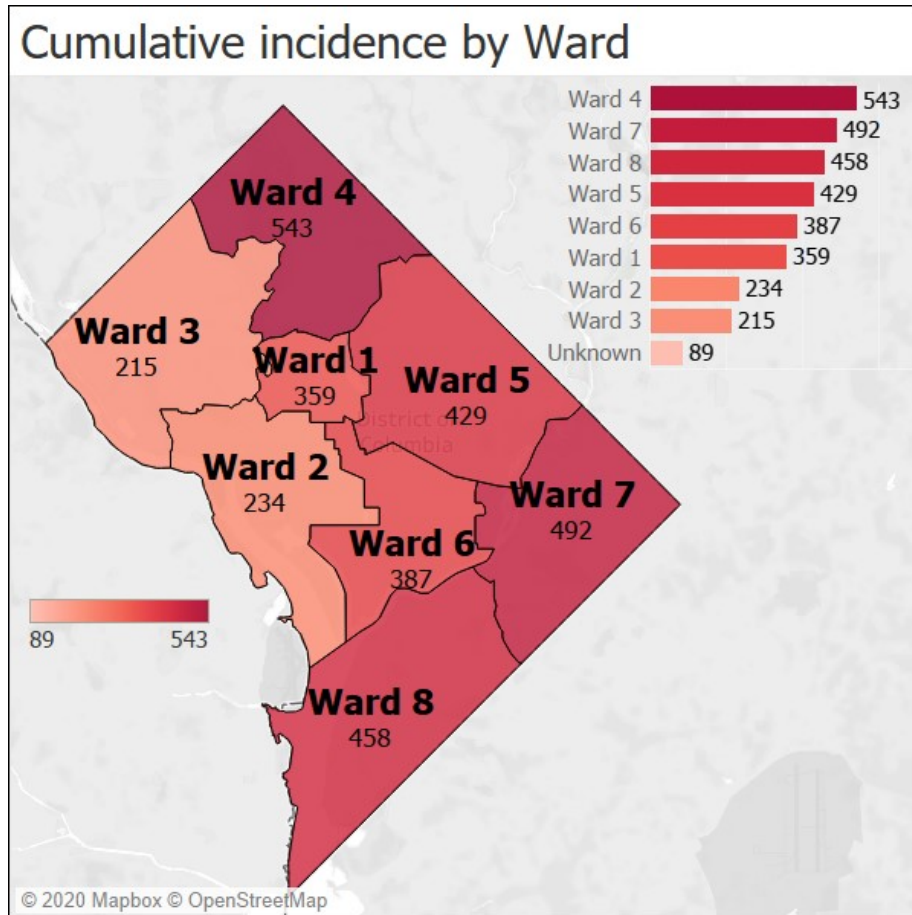 Cumulative incidence by Ward
Ward 4 543
Ward 7 492
Ward 8 458
Ward 5 429
Ward 6 387
Ward 1 359
Ward 2 234
Ward 3 215
Unknown 89
Ward 4
543
Ward 3
215
Ward 1
359
Ward 5
429
District of
Columbia
Ward 2
234
Ward 7
492
Ward 6
387
89 543
Ward 8
458
© 2020 Mapbox © OpenStreetMap